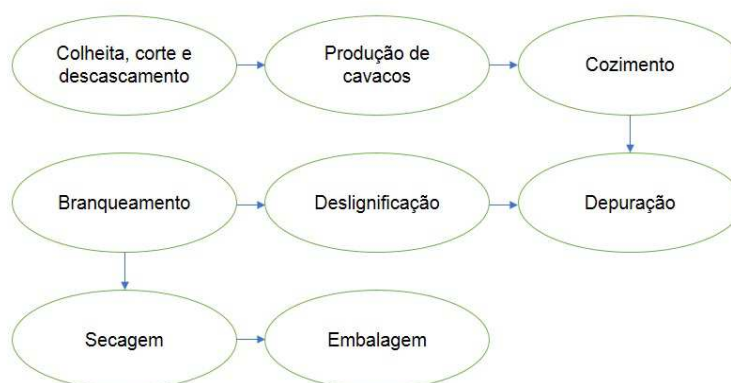 Colheita, corte e
descascamento
Produção de
cavacos
Cozimento
Branqueamento
Deslignificação
Depuração
Secagem
Embalagem